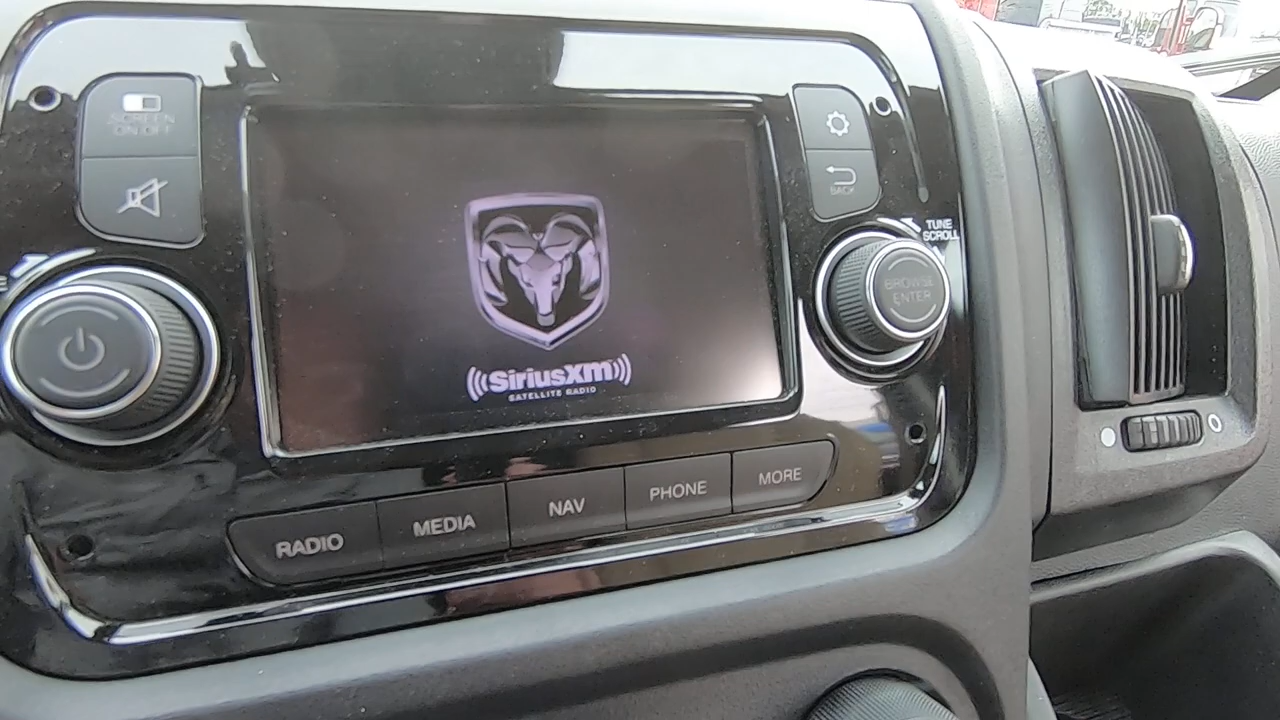 SCREEN
ON OFF
BACK
TUNE
SCROLL
BROWSE
ENTER
SiriusXm
SATELLITE RADIO
RADIO
MEDIA
NAV
PHONE
MORE